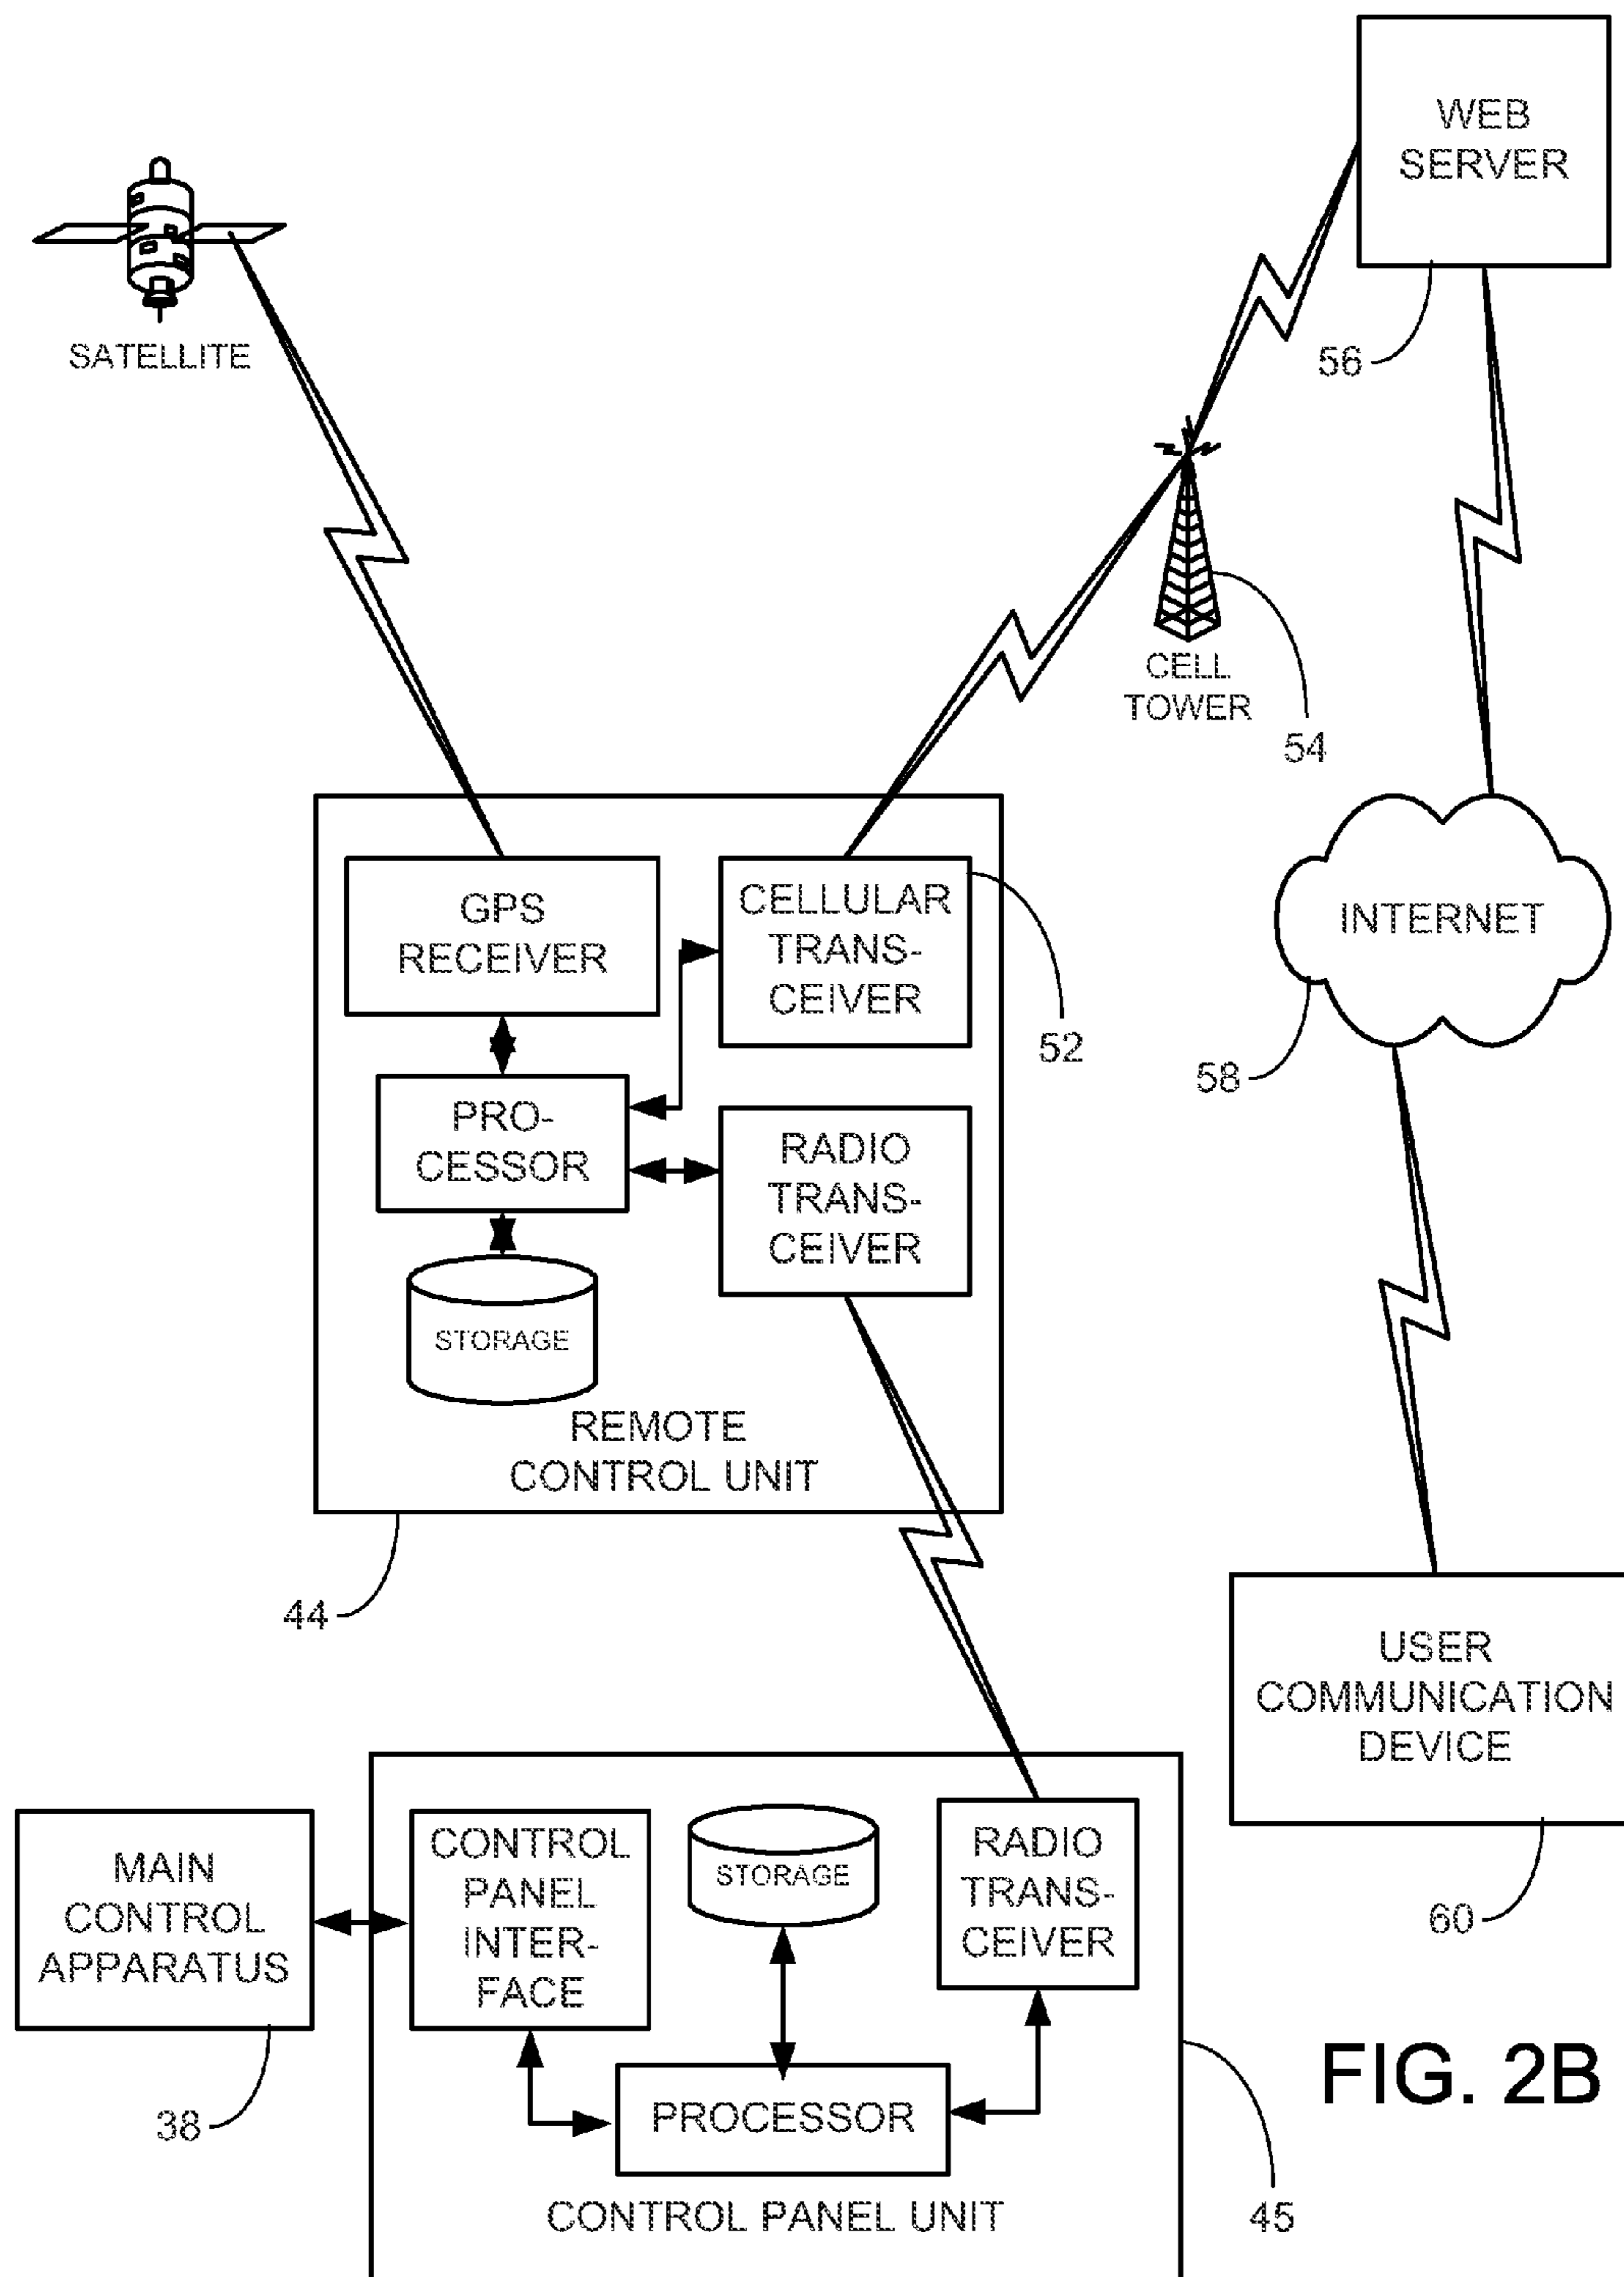 WEB
SERVER
56
SATELLITE
CELL
TOWER
54
GPS
RECEIVER
CELLULAR
TRANS-
CEIVER
52
INTERNET
58
PRO-
CESSOR
RADIO
TRANS-
CEIVER
STORAGE
REMOTE
CONTROL UNIT
44
USER
COMMUNICATION
DEVICE
60
MAIN
CONTROL
APPARATUS
38
CONTROL
PANEL
INTER-
FACE
STORAGE
RADIO
TRANS-
CEIVER
PROCESSOR
CONTROL PANEL UNIT
45
FIG. 2B